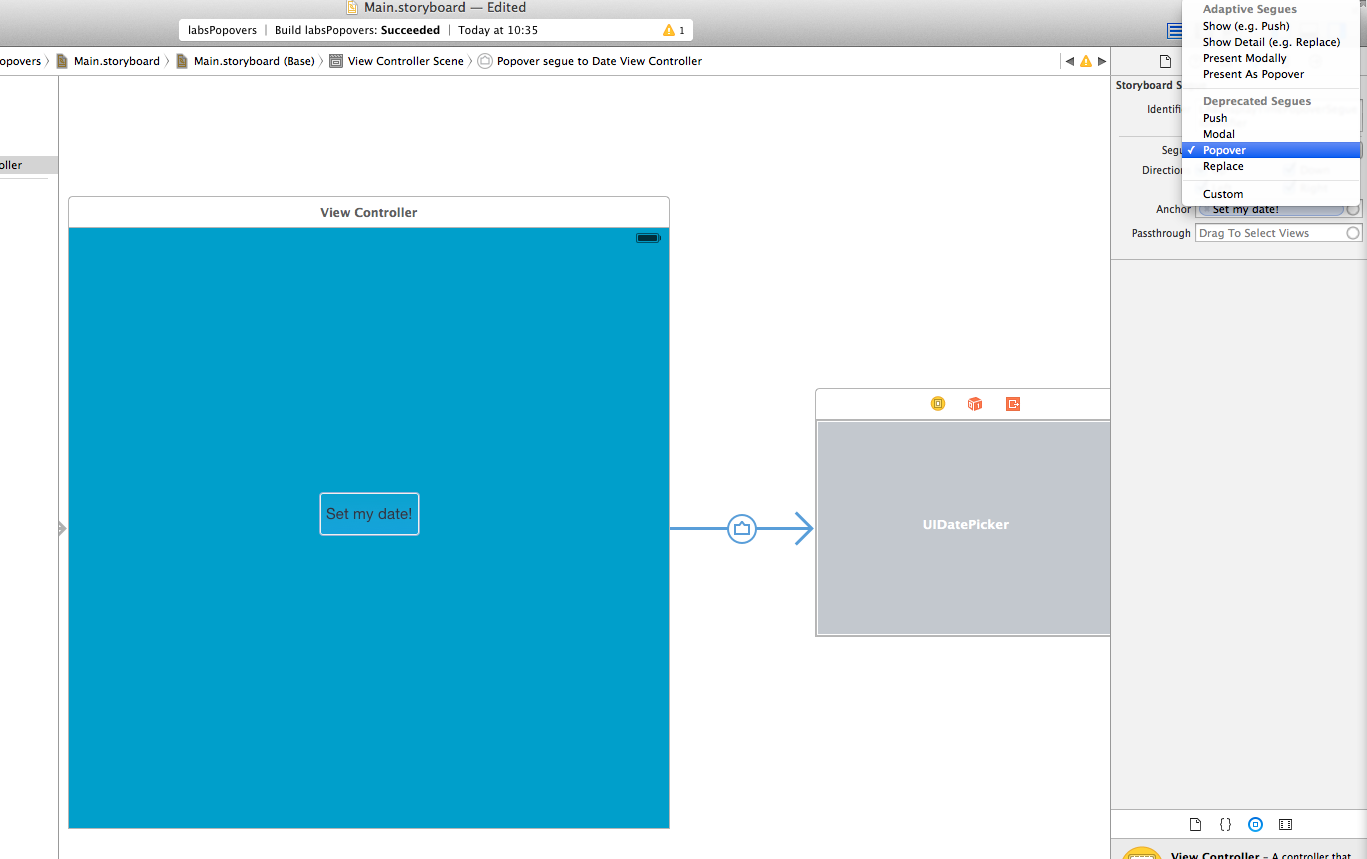 Main.storyboard — Edited
labsPopovers | Build labsPopovers: Succeeded | Today at 10:35 1
opovers Main.storyboard Main.storyboard (Base) View Controller Scene Popover segue to Date View Controller
oller
View Controller
Set my date!
UIDatePicker
Adaptive Segues
Show (e.g. Push)
Show Detail (e.g. Replace)
Present Modally
Present As Popover
Deprecated Segues
Push
Modal
Popover
Replace
Custom
Storyboard S
Identifi
Segu
Direction
Anchor Set my date!
Passthrough Drag To Select Views
View Controller - A controller that